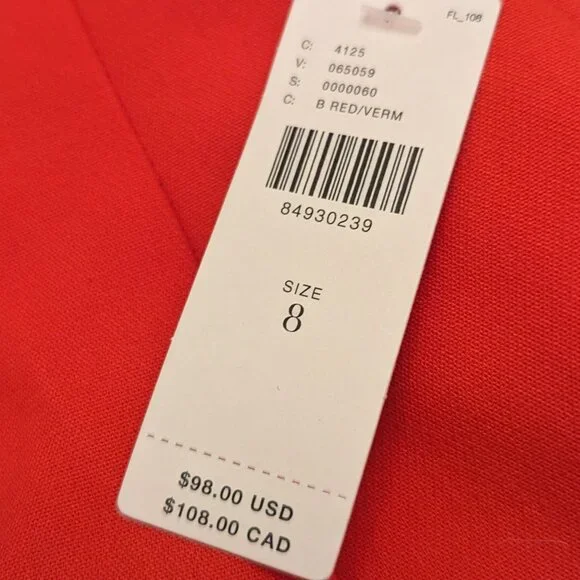 FL_108
C: 4125
V: 065059
S: 0000060
C: B RED/VERM
84930239
SIZE
8
$98.00 USD
$108.00 CAD